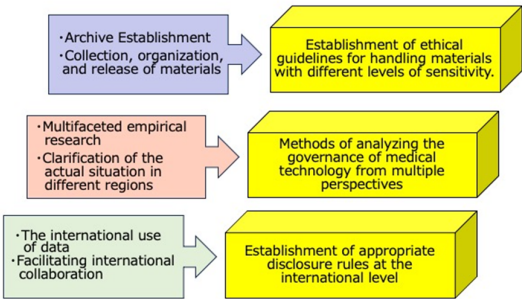 ・Archive Establishment
・Collection, organization,
and release of materials
Establishment of ethical
guidelines for handling materials
with different levels of sensitivity.
・Multifaceted empirical
research
・Clarification of the
actual situation in
different regions
Methods of analyzing the
governance of medical
technology from multiple
perspectives
・The international use
of data
・Facilitating international
collaboration
Establishment of appropriate
disclosure rules at the
international level